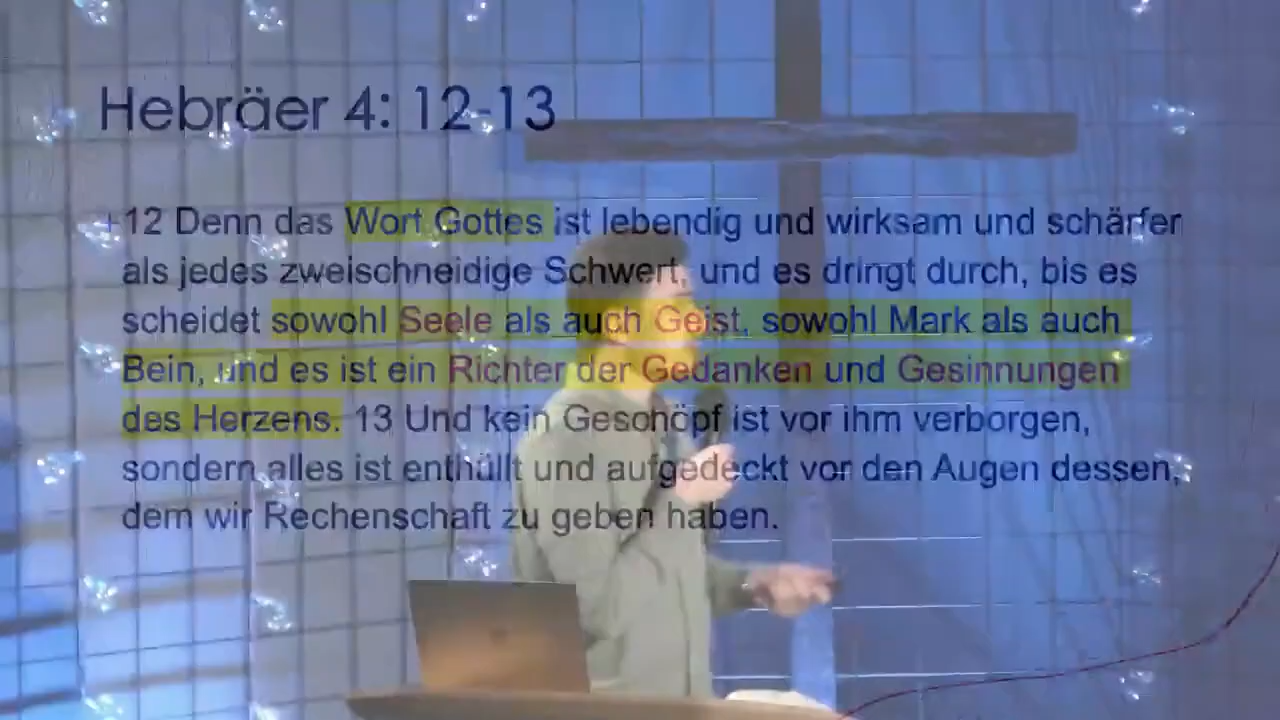 Hebräer 4: 12-13
12 Denn das Wort Gottes ist lebendig und wirksam und schärfer
als jedes zweischneidige Schwert, und es dringt durch, bis es
scheidet sowohl Seele als auch Geist, sowohl Mark als auch
Bein, und es ist ein Richter der Gedanken und Gesinnungen
des Herzens. 13 Und kein Geschöpf ist vor ihm verborgen,
sondern alles ist enthüllt und aufgedeckt vor den Augen dessen,
dem wir Rechenschaft zu geben haben.